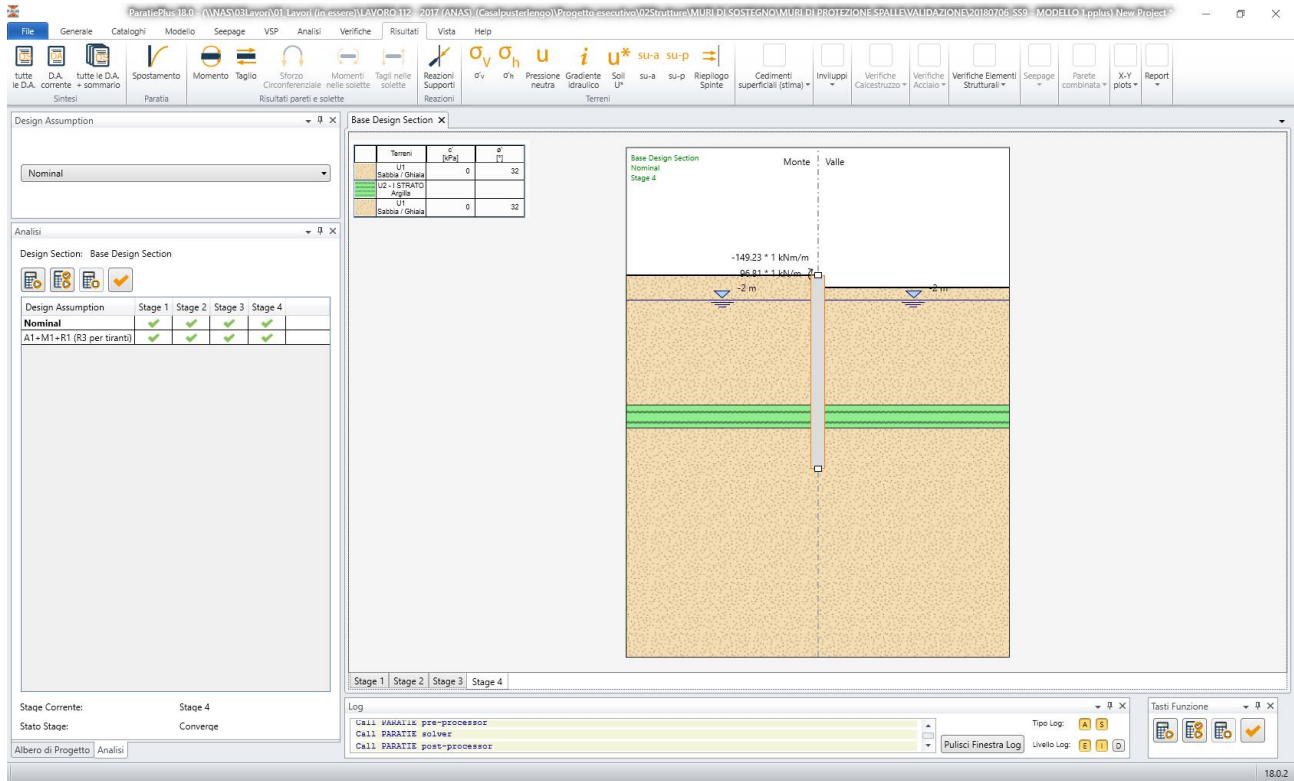 ParatiePlus 18.0 - (\\NAS\03Lavori\01_Lavori (in essere)\LAVORO 112 - 2017 (ANAS)_(Casalpusterlengo)\Progetto esecutivo\02Strutture\MURI DI SOSTEGNO\MURI DI PROTEZIONE SPALLE\VALIDAZIONE\20180706_SS9 - MODELLO 1.pplus) New Project *
File Generale Cataloghi Modello Seepage VSP Analisi Verifiche Risultati Vista Help
σv σh u i u* su-a su-p
tutte le D.A. D.A. corrente tutte le D.A. + sommario Spostamento Momento Taglio Sforzo Circonferenziale Momenti nelle solette Tagli nelle solette Reazioni Supporti σ'v σ'h Pressione neutra Gradiente idraulico Soil U* su-a su-p Riepilogo Spinte Cedimenti superficiali (stima) Inviluppi Verifiche Calcestruzzo Verifiche Acciaio Verifiche Elementi Strutturali Seepage Parete combinata X-Y plots Report
Sintesi Paratia Risultati pareti e solette Reazioni Terreni
Design Assumption
Nominal
Analisi
Design Section: Base Design Section
Design Assumption Stage 1 Stage 2 Stage 3 Stage 4
Nominal
A1+M1+R1 (R3 per tiranti)
Stage Corrente: Stage 4
Stato Stage: Converge
Albero di Progetto Analisi
Base Design Section X
Terreni c' [kPa] ø' [°]
U1 Sabbia / Ghiaia 0 32
U2 - I STRATO Argilla
U1 Sabbia / Ghiaia 0 32
Base Design Section
Nominal
Stage 4
Monte Valle
-149.23 * 1 kNm/m
96.81 * 1 kN/m
-2 m -2 m
Stage 1 Stage 2 Stage 3 Stage 4
Log
Call PARATIE pre-processor
Call PARATIE solver
Call PARATIE post-processor
Pulisci Finestra Log
Tipo Log: A S
Livello Log: E I D
Tasti Funzione
18.0.2